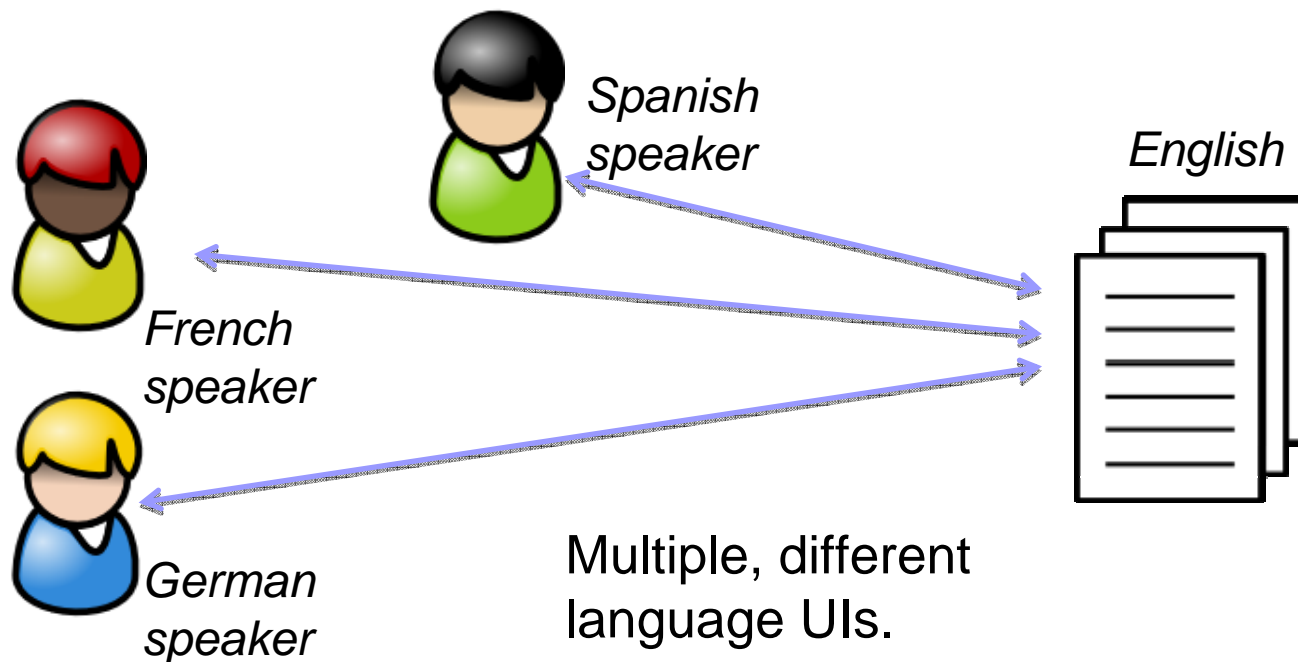 Spanish
speaker
English
French
speaker
German
speaker
Multiple, different
language UIs.